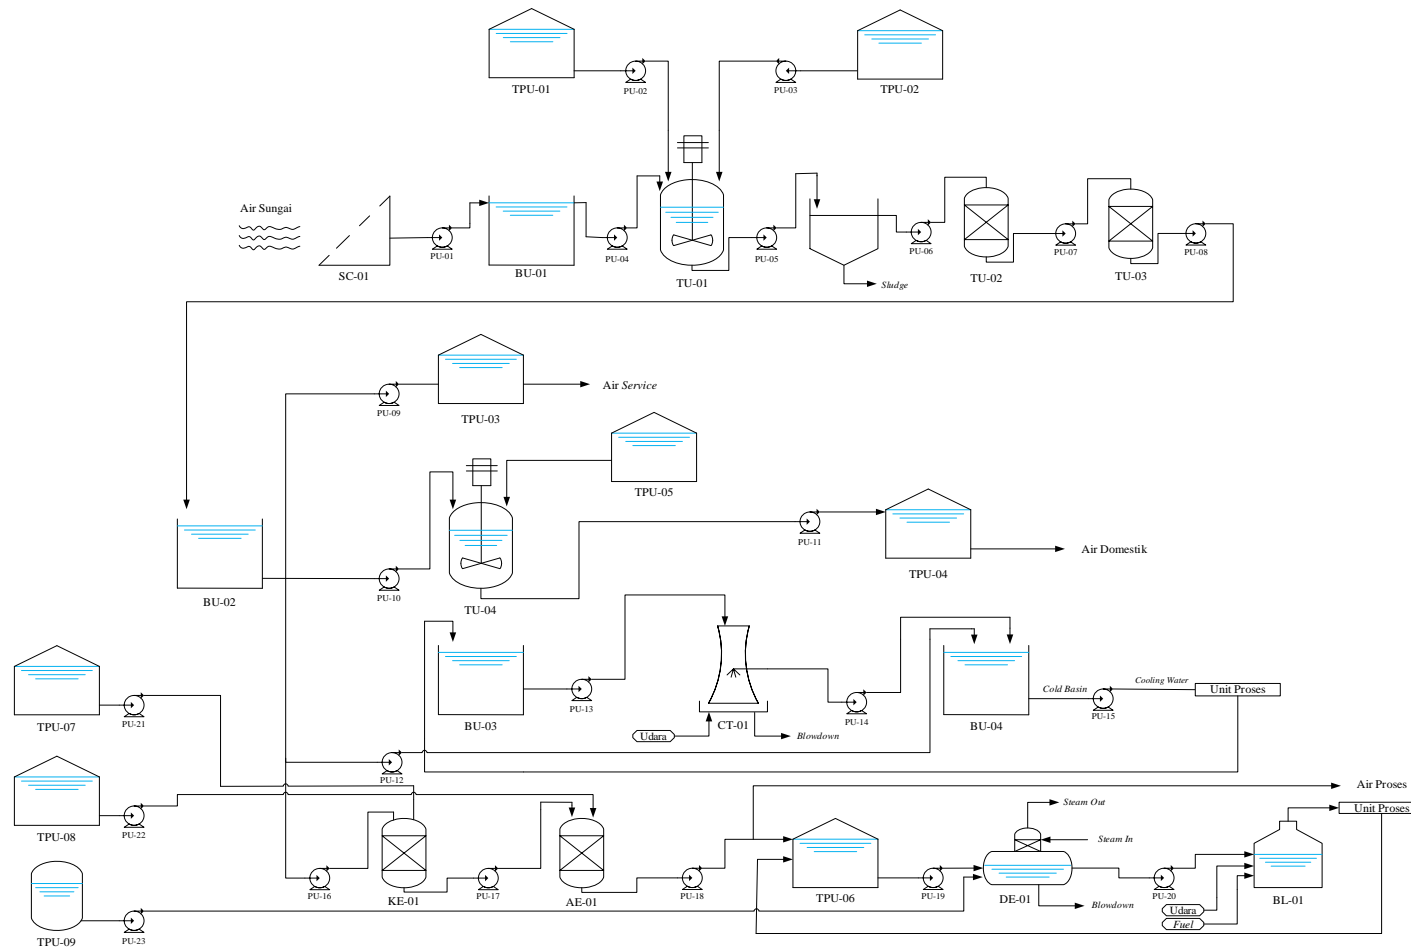 TPU-01
PU-02
PU-03
TPU-02
Air Sungai
SC-01
PU-01
BU-01
PU-04
TU-01
PU-05
Sludge
PU-06
TU-02
PU-07
TU-03
PU-08
PU-09
TPU-03
Air Service
TPU-05
BU-02
PU-10
TU-04
PU-11
TPU-04
Air Domestik
TPU-07
PU-21
BU-03
PU-13
Udara
CT-01
Blowdown
PU-14
BU-04
Cold Basin
PU-15
Cooling Water
Unit Proses
PU-12
TPU-08
PU-22
PU-16
KE-01
PU-17
AE-01
PU-18
TPU-06
PU-19
Steam Out
Steam In
DE-01
Blowdown
PU-20
Air Proses
Unit Proses
BL-01
Udara
Fuel
TPU-09
PU-23